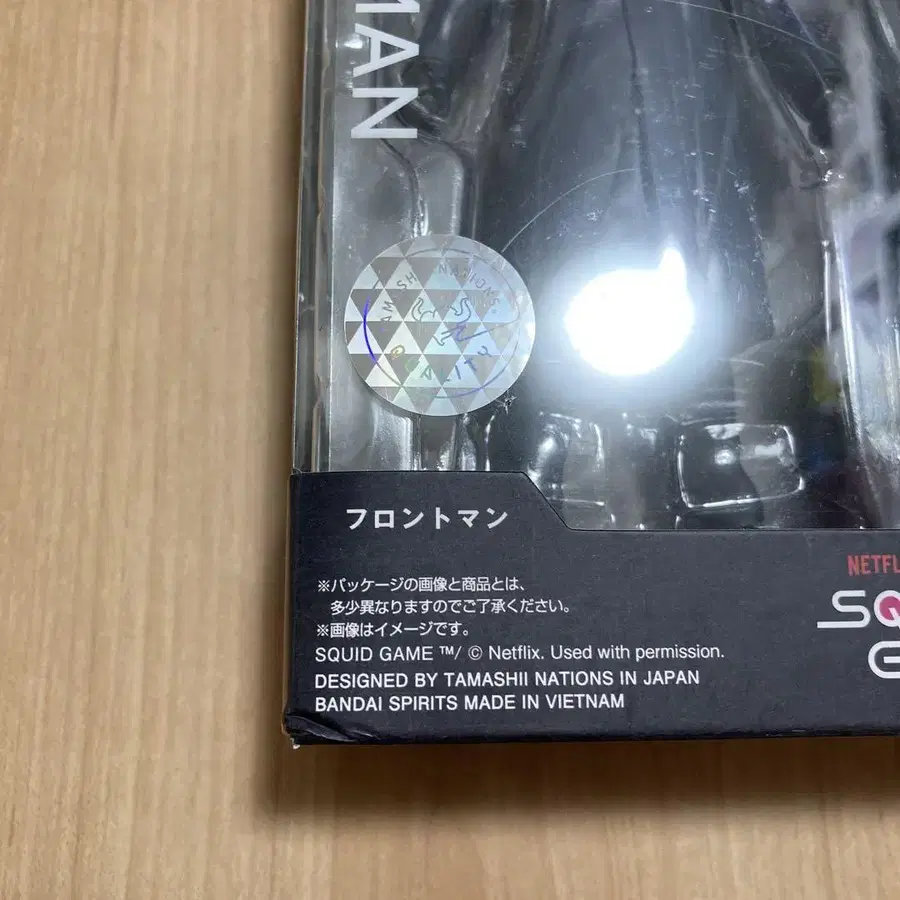 MAN
TAMASHII NATIONS
QUALITY
フロントマン
※パッケージの画像と商品とは、
多少異なりますのでご了承ください。
※画像はイメージです。
SQUID GAME ™/ © Netflix. Used with permission.
DESIGNED BY TAMASHII NATIONS IN JAPAN
BANDAI SPIRITS MADE IN VIETNAM
NETFL
SQ
G